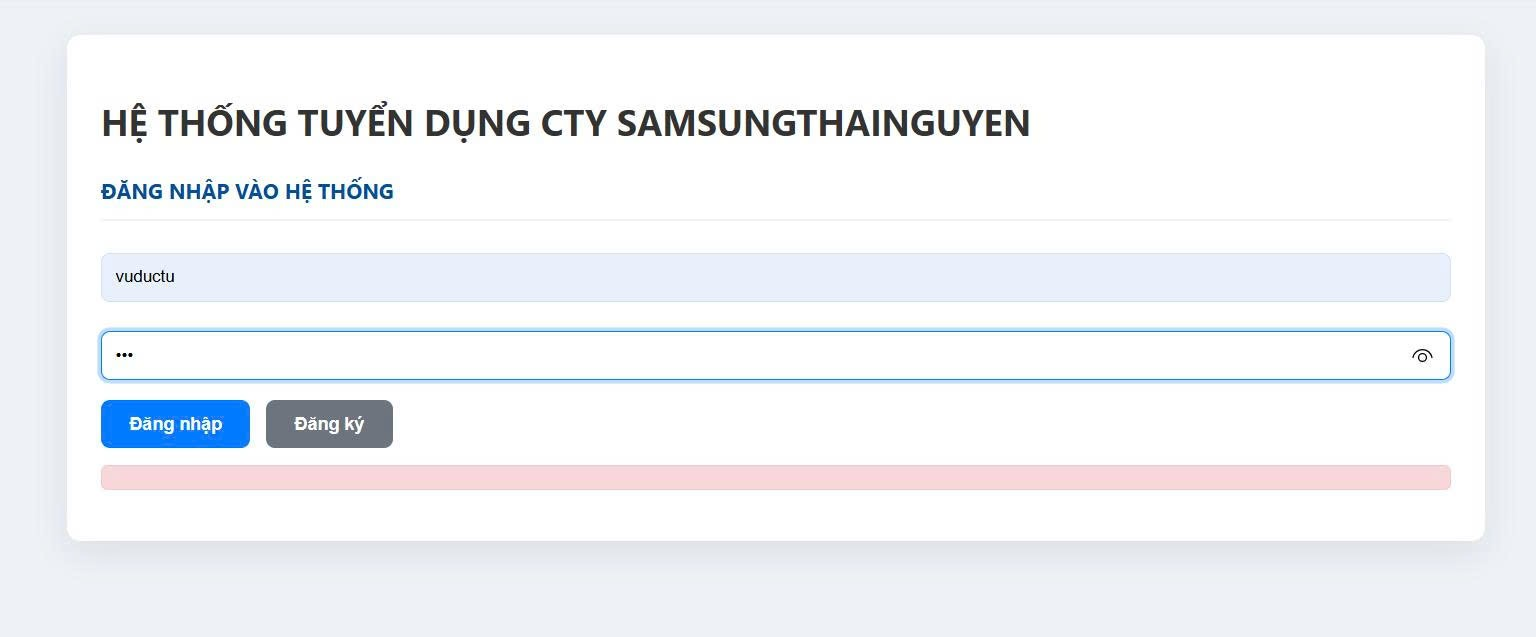 HỆ THỐNG TUYỂN DỤNG CTY SAMSUNGTHAINGUYEN
ĐĂNG NHẬP VÀO HỆ THỐNG
vuductu
•••
Đăng nhập Đăng ký